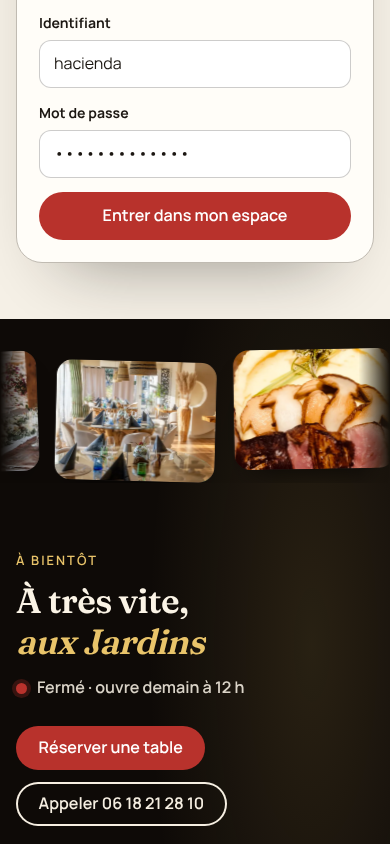 Identifiant
hacienda
Mot de passe
•••••••••••••
Entrer dans mon espace
À BIENTÔT
À très vite,
aux Jardins
Fermé · ouvre demain à 12 h
Réserver une table
Appeler 06 18 21 28 10